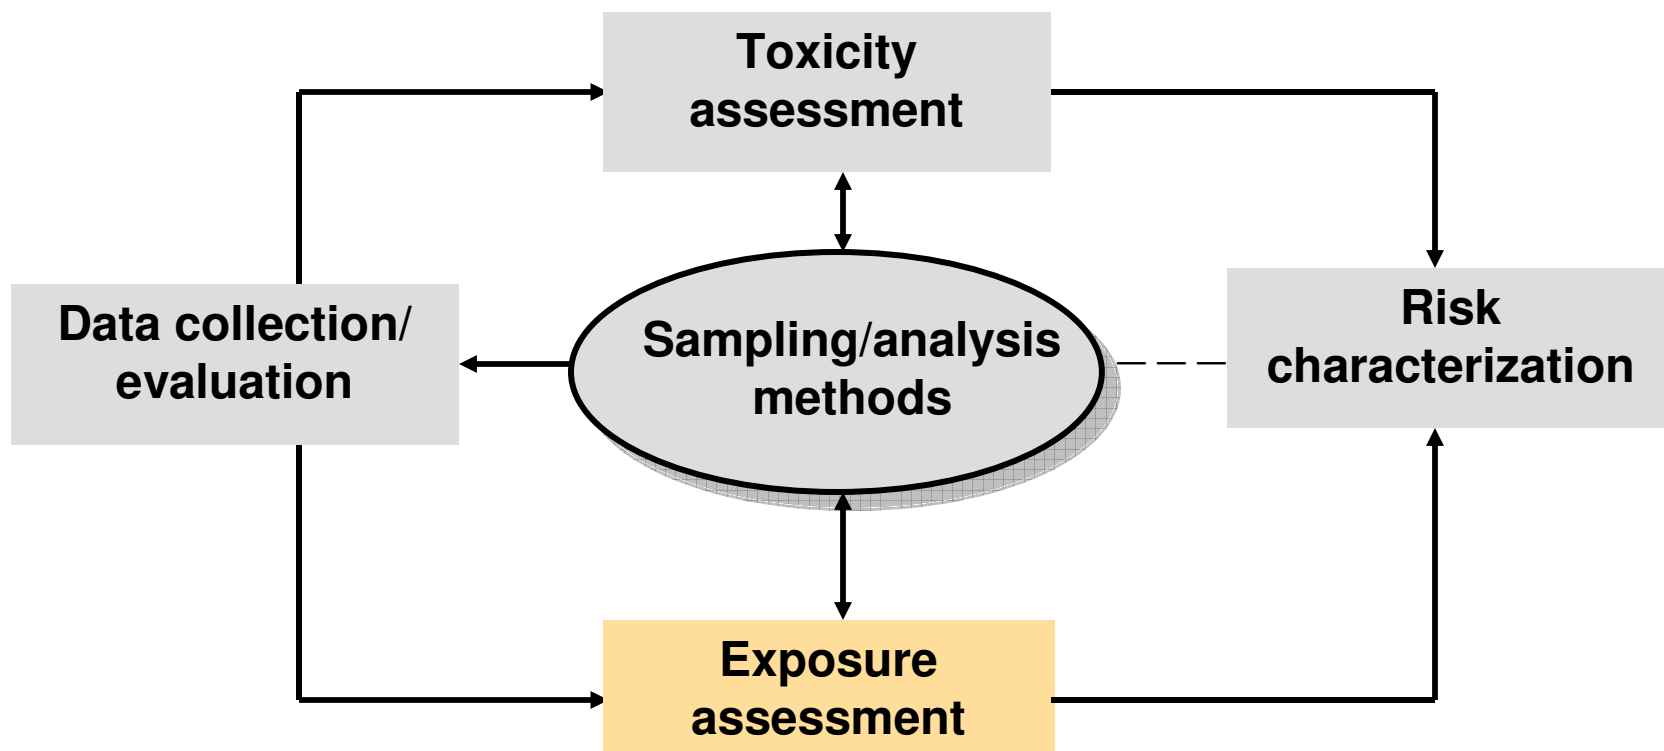 Toxicity
assessment
Data collection/
evaluation
Sampling/analysis
methods
Risk
characterization
Exposure
assessment